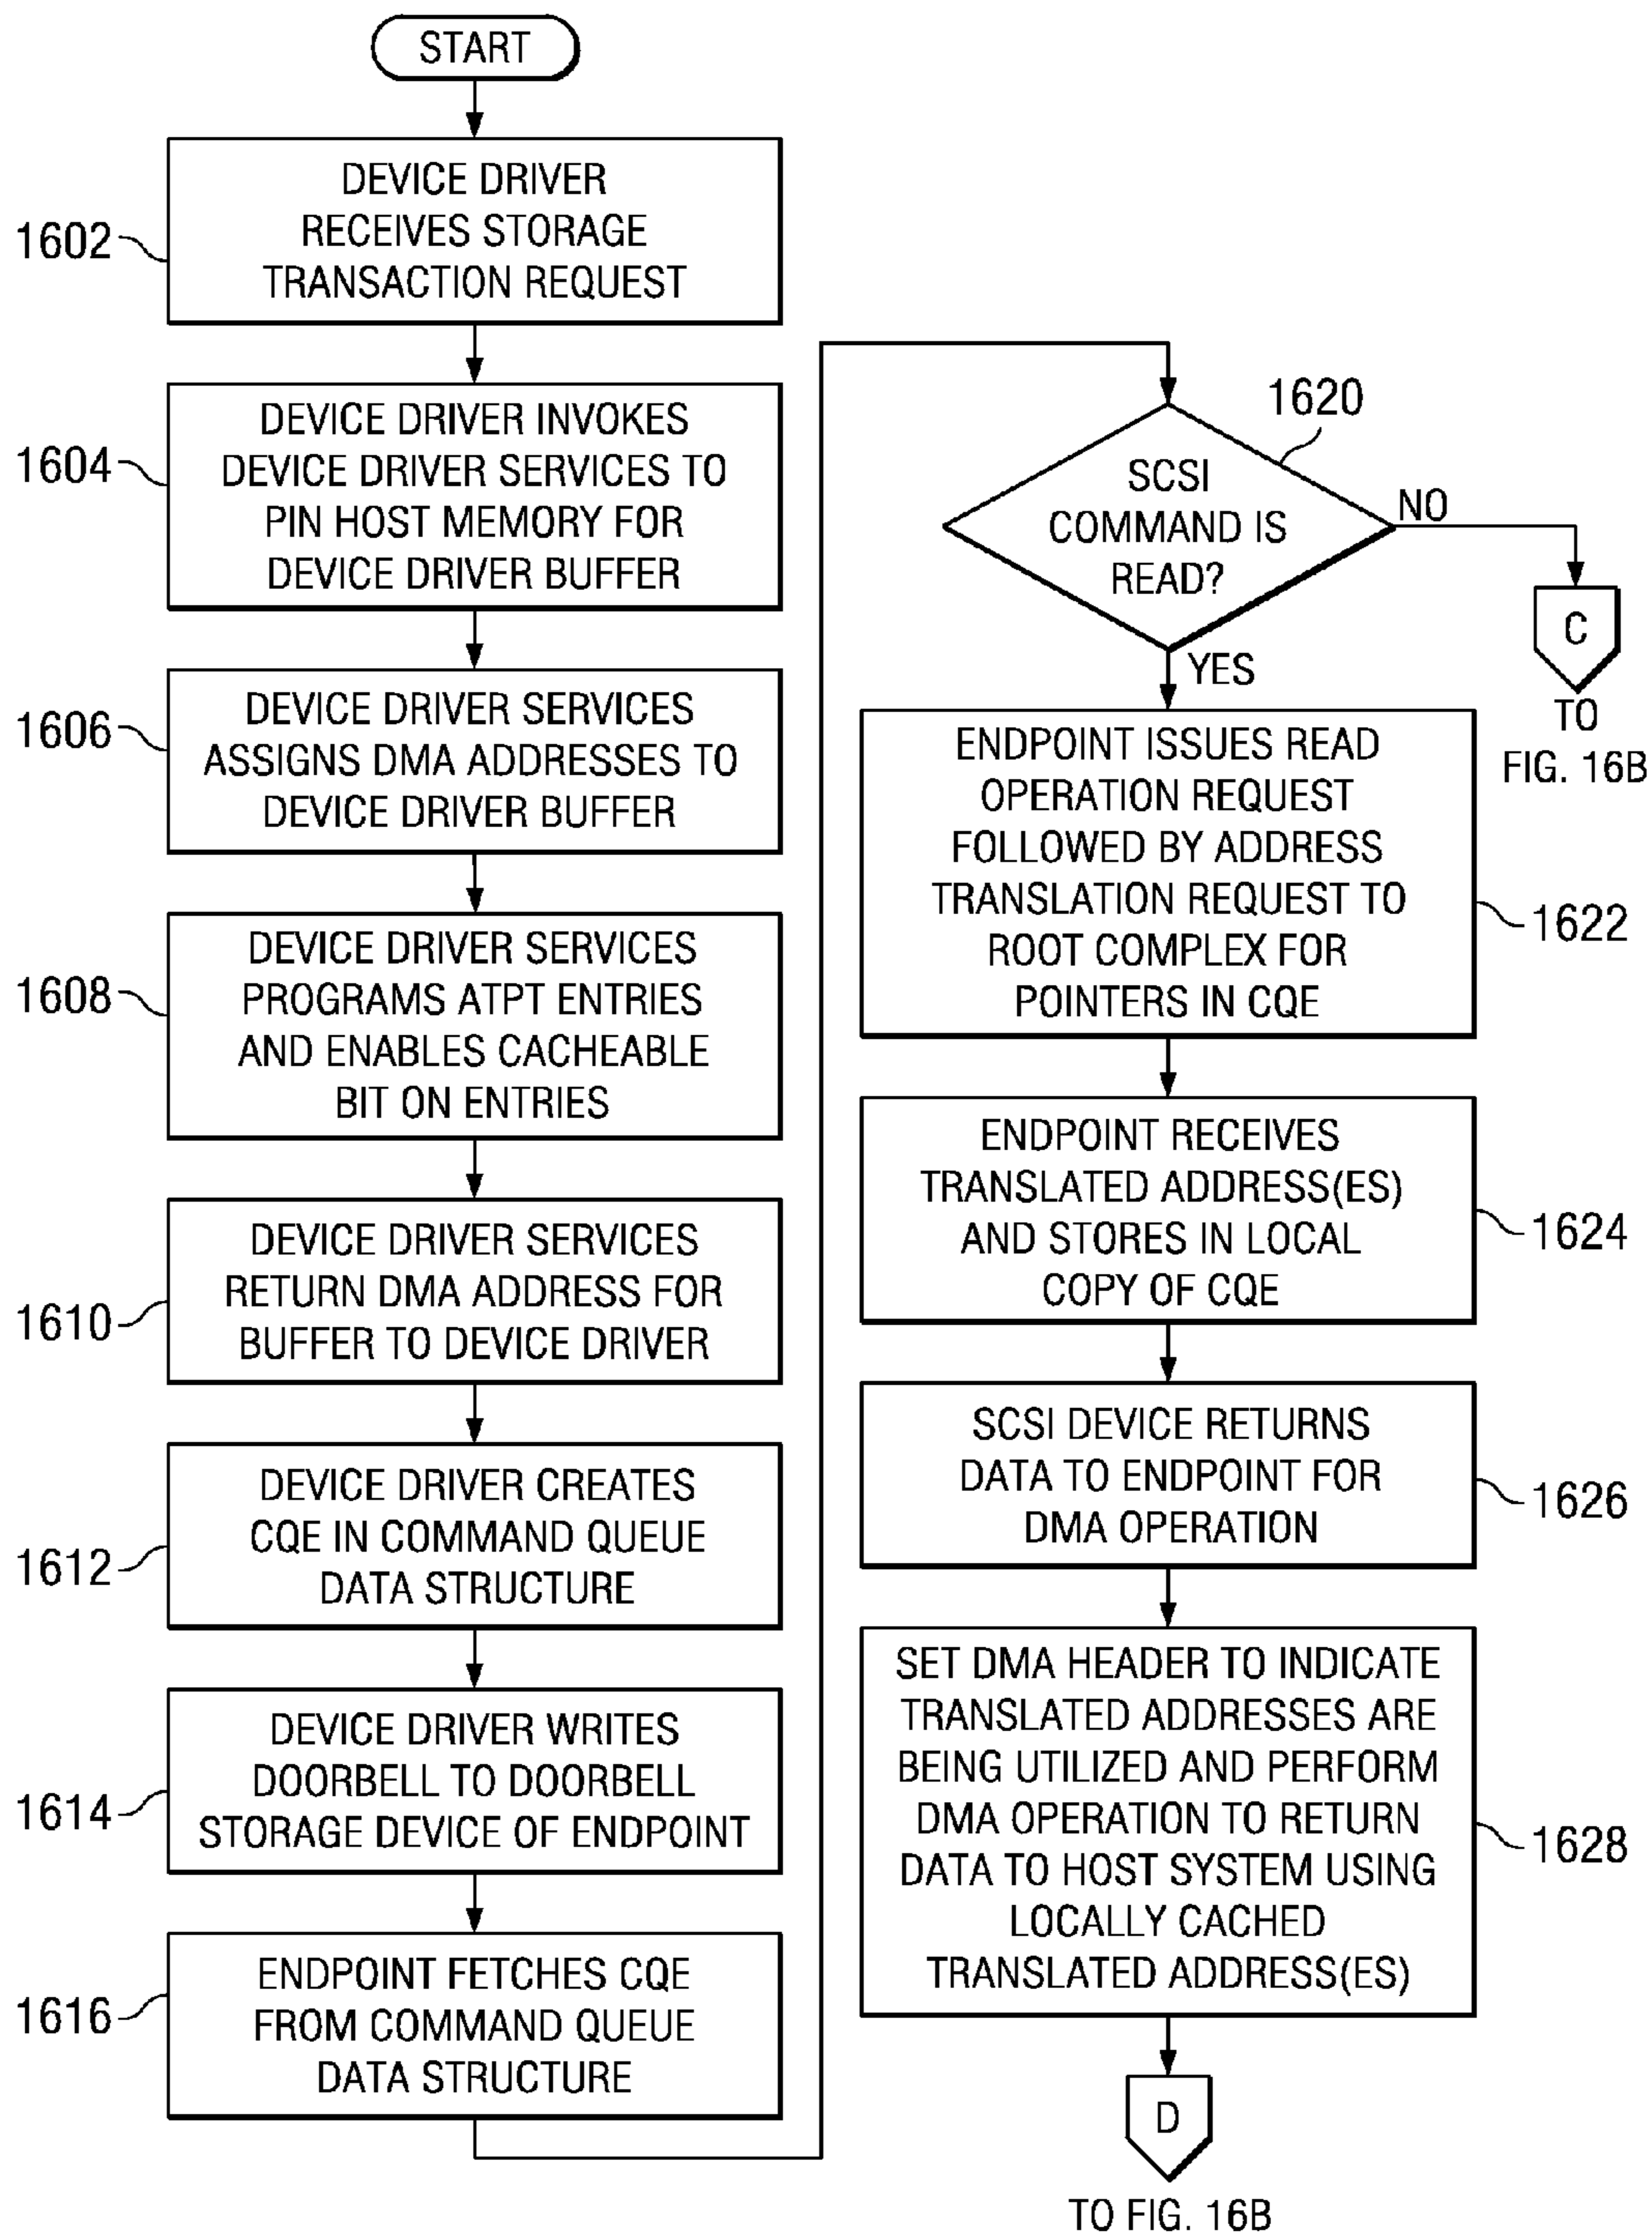 START
DEVICE DRIVER
RECEIVES STORAGE
TRANSACTION REQUEST
1602
DEVICE DRIVER INVOKES
DEVICE DRIVER SERVICES TO
PIN HOST MEMORY FOR
DEVICE DRIVER BUFFER
1604
DEVICE DRIVER SERVICES
ASSIGNS DMA ADDRESSES TO
DEVICE DRIVER BUFFER
1606
DEVICE DRIVER SERVICES
PROGRAMS ATPT ENTRIES
AND ENABLES CACHEABLE
BIT ON ENTRIES
1608
DEVICE DRIVER SERVICES
RETURN DMA ADDRESS FOR
BUFFER TO DEVICE DRIVER
1610
DEVICE DRIVER CREATES
CQE IN COMMAND QUEUE
DATA STRUCTURE
1612
DEVICE DRIVER WRITES
DOORBELL TO DOORBELL
STORAGE DEVICE OF ENDPOINT
1614
ENDPOINT FETCHES CQE
FROM COMMAND QUEUE
DATA STRUCTURE
1616
1620
SCSI
COMMAND IS
READ?
NO
C
TO
FIG. 16B
YES
ENDPOINT ISSUES READ
OPERATION REQUEST
FOLLOWED BY ADDRESS
TRANSLATION REQUEST TO
ROOT COMPLEX FOR
POINTERS IN CQE
1622
ENDPOINT RECEIVES
TRANSLATED ADDRESS(ES)
AND STORES IN LOCAL
COPY OF CQE
1624
SCSI DEVICE RETURNS
DATA TO ENDPOINT FOR
DMA OPERATION
1626
SET DMA HEADER TO INDICATE
TRANSLATED ADDRESSES ARE
BEING UTILIZED AND PERFORM
DMA OPERATION TO RETURN
DATA TO HOST SYSTEM USING
LOCALLY CACHED
TRANSLATED ADDRESS(ES)
1628
D
TO FIG. 16B